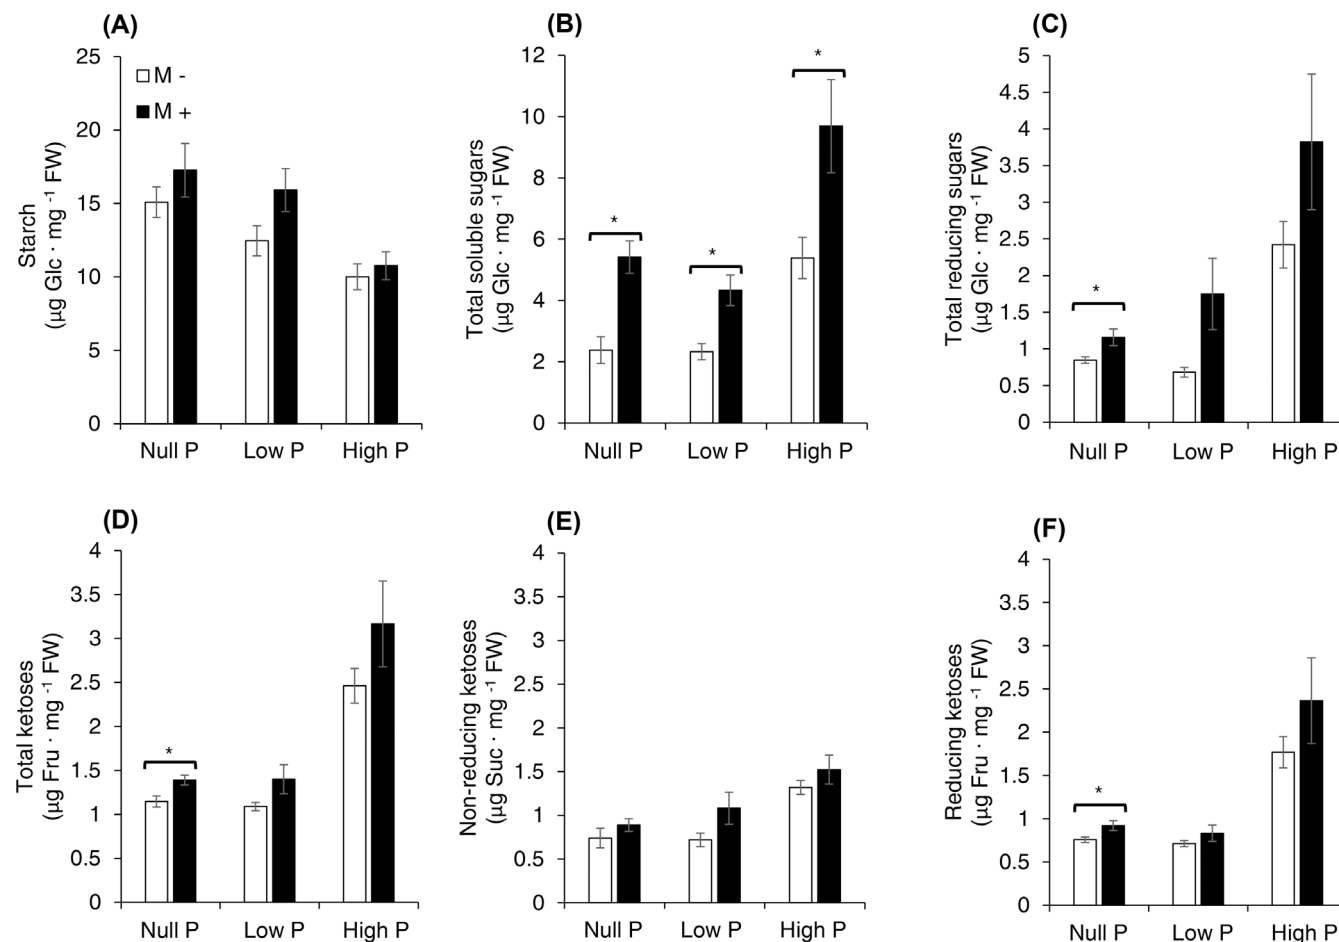 (A)
Starch
(µg Glc · mg -1 FW)
25
20
15
10
5
0
M -
M +
Null P Low P High P
(B)
Total soluble sugars
(µg Glc · mg -1 FW)
12
10
8
6
4
2
0
*
*
*
Null P Low P High P
(C)
Total reducing sugars
(µg Glc · mg -1 FW)
5
4.5
4
3.5
3
2.5
2
1.5
1
0.5
0
*
Null P Low P High P
(D)
Total ketoses
(µg Fru · mg -1 FW)
4
3.5
3
2.5
2
1.5
1
0.5
0
*
Null P Low P High P
(E)
Non-reducing ketoses
(µg Suc · mg -1 FW)
4
3.5
3
2.5
2
1.5
1
0.5
0
Null P Low P High P
(F)
Reducing ketoses
(µg Fru · mg -1 FW)
4
3.5
3
2.5
2
1.5
1
0.5
0
*
Null P Low P High P